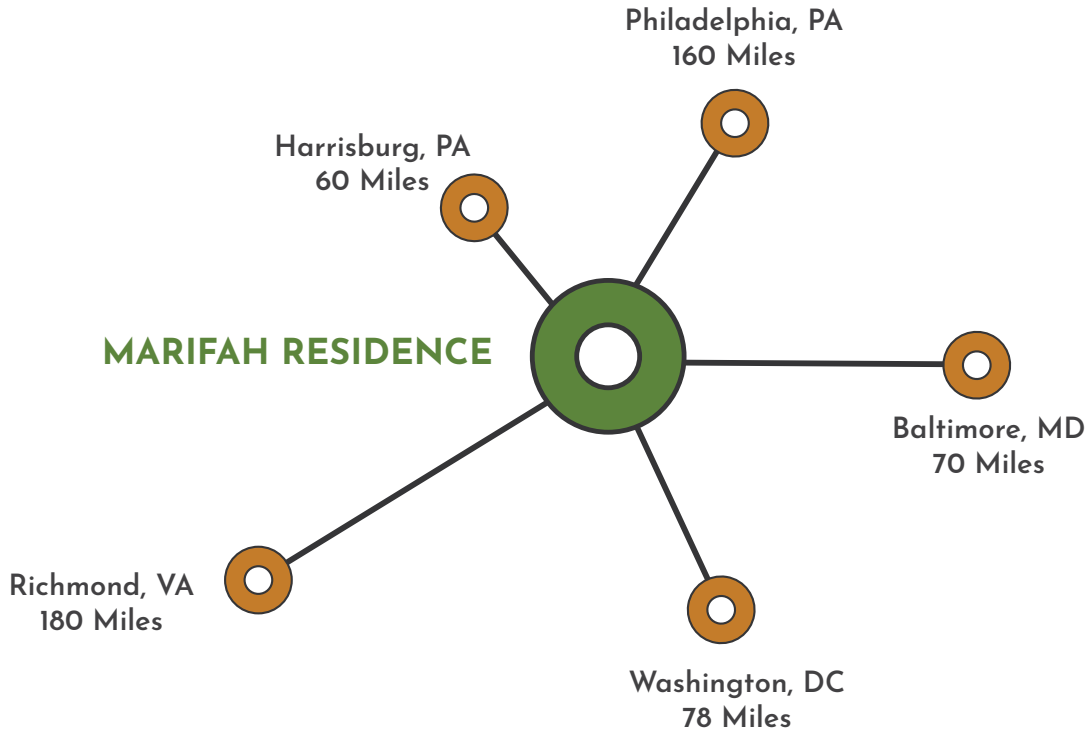 Philadelphia, PA
160 Miles
Harrisburg, PA
60 Miles
MARIFAH RESIDENCE
Baltimore, MD
70 Miles
Richmond, VA
180 Miles
Washington, DC
78 Miles